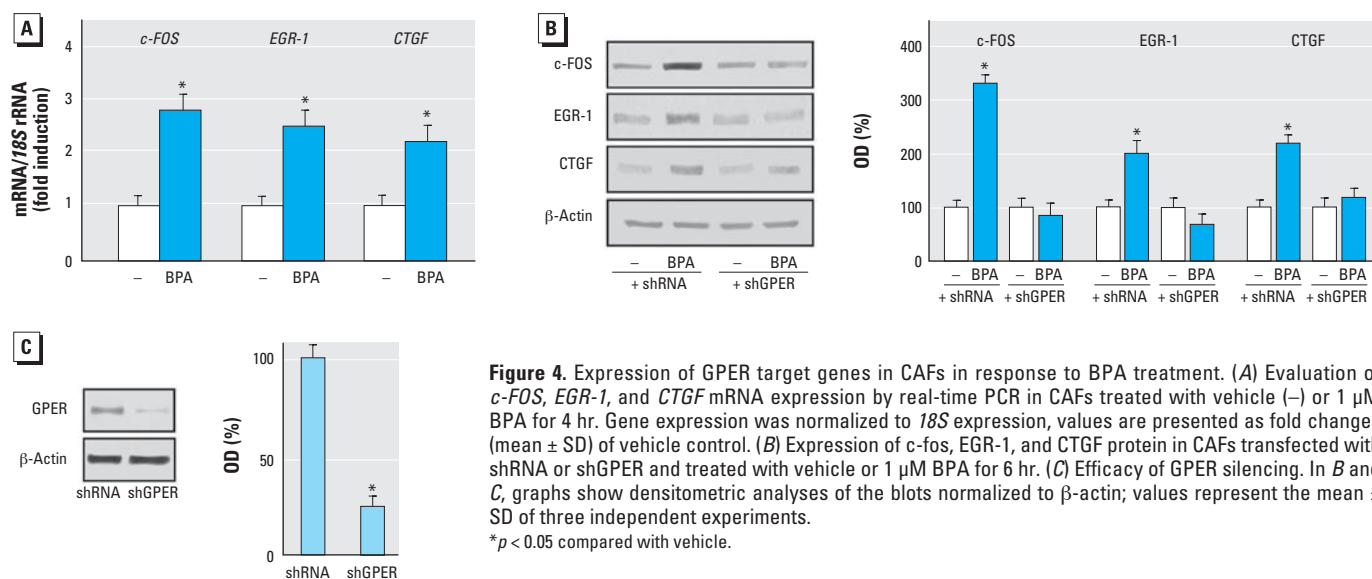 A
mRNA/18S rRNA
(fold induction)
4
3
2
1
0
c-FOS EGR-1 CTGF
* * *
– BPA – BPA – BPA
B
c-FOS
EGR-1
CTGF
β-Actin
– BPA – BPA
+ shRNA + shGPER
OD (%)
400
300
200
100
0
c-FOS EGR-1 CTGF
* * *
– BPA – BPA – BPA – BPA – BPA – BPA
+ shRNA + shGPER + shRNA + shGPER + shRNA + shGPER
C
GPER
β-Actin
shRNA shGPER
OD (%)
100
50
0
*
shRNA shGPER
Figure 4. Expression of GPER target genes in CAFs in response to BPA treatment. (A) Evaluation
c-FOS, EGR-1, and CTGF mRNA expression by real-time PCR in CAFs treated with vehicle (–) or 1
BPA for 4 hr. Gene expression was normalized to 18S expression, values are presented as fold change
(mean ± SD) of vehicle control. (B) Expression of c-fos, EGR-1, and CTGF protein in CAFs transfected
shRNA or shGPER and treated with vehicle or 1 μM BPA for 6 hr. (C) Efficacy of GPER silencing. In B
C, graphs show densitometric analyses of the blots normalized to β-actin; values represent the mean
SD of three independent experiments.
*p < 0.05 compared with vehicle.